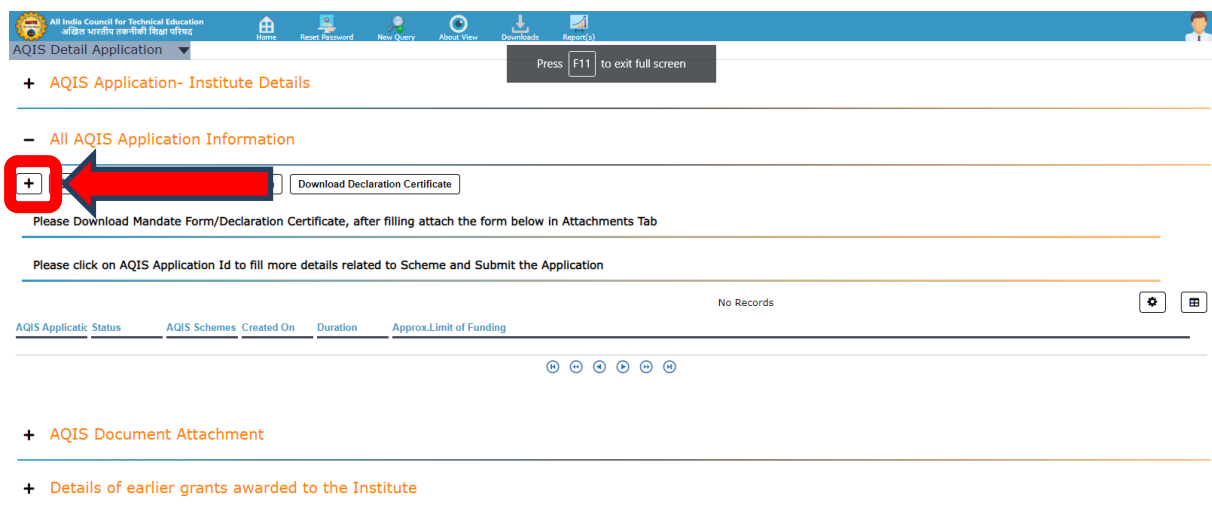 All India Council for Technical Education
अखिल भारतीय तकनीकी शिक्षा परिषद
Home Reset Password New Query About View Downloads Report(s)
AQIS Detail Application
Press F11 to exit full screen
+ AQIS Application- Institute Details
− All AQIS Application Information
+ Download Declaration Certificate
Please Download Mandate Form/Declaration Certificate, after filling attach the form below in Attachments Tab
Please click on AQIS Application Id to fill more details related to Scheme and Submit the Application
No Records
AQIS Applicatic Status AQIS Schemes Created On Duration Approx.Limit of Funding
+ AQIS Document Attachment
+ Details of earlier grants awarded to the Institute